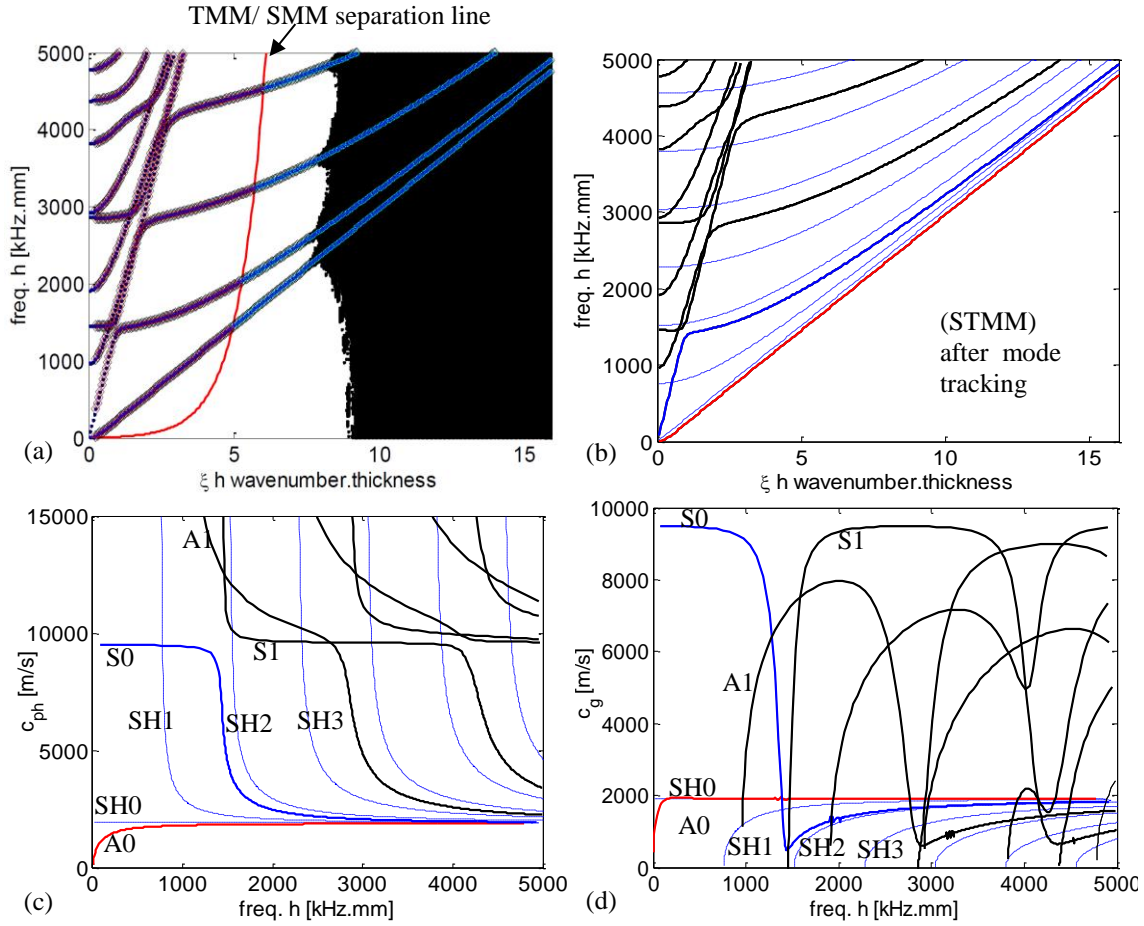 TMM/ SMM separation line
5000
4000
3000
2000
1000
0
freq. h [kHz.mm]
0 5 10 15
ξ h wavenumber.thickness
(a)
5000
4000
3000
2000
1000
0
freq. h [kHz.mm]
(STMM)
after mode
tracking
0 5 10 15
ξ h wavenumber.thickness
(b)
15000
10000
5000
0
c_ph [m/s]
A1
S0
S1
SH1
SH2
SH3
SH0
A0
0 1000 2000 3000 4000 5000
freq. h [kHz.mm]
(c)
10000
8000
6000
4000
2000
0
c_g [m/s]
S0
S1
A1
SH0
A0
SH1
SH2
SH3
0 1000 2000 3000 4000 5000
freq. h [kHz.mm]
(d)